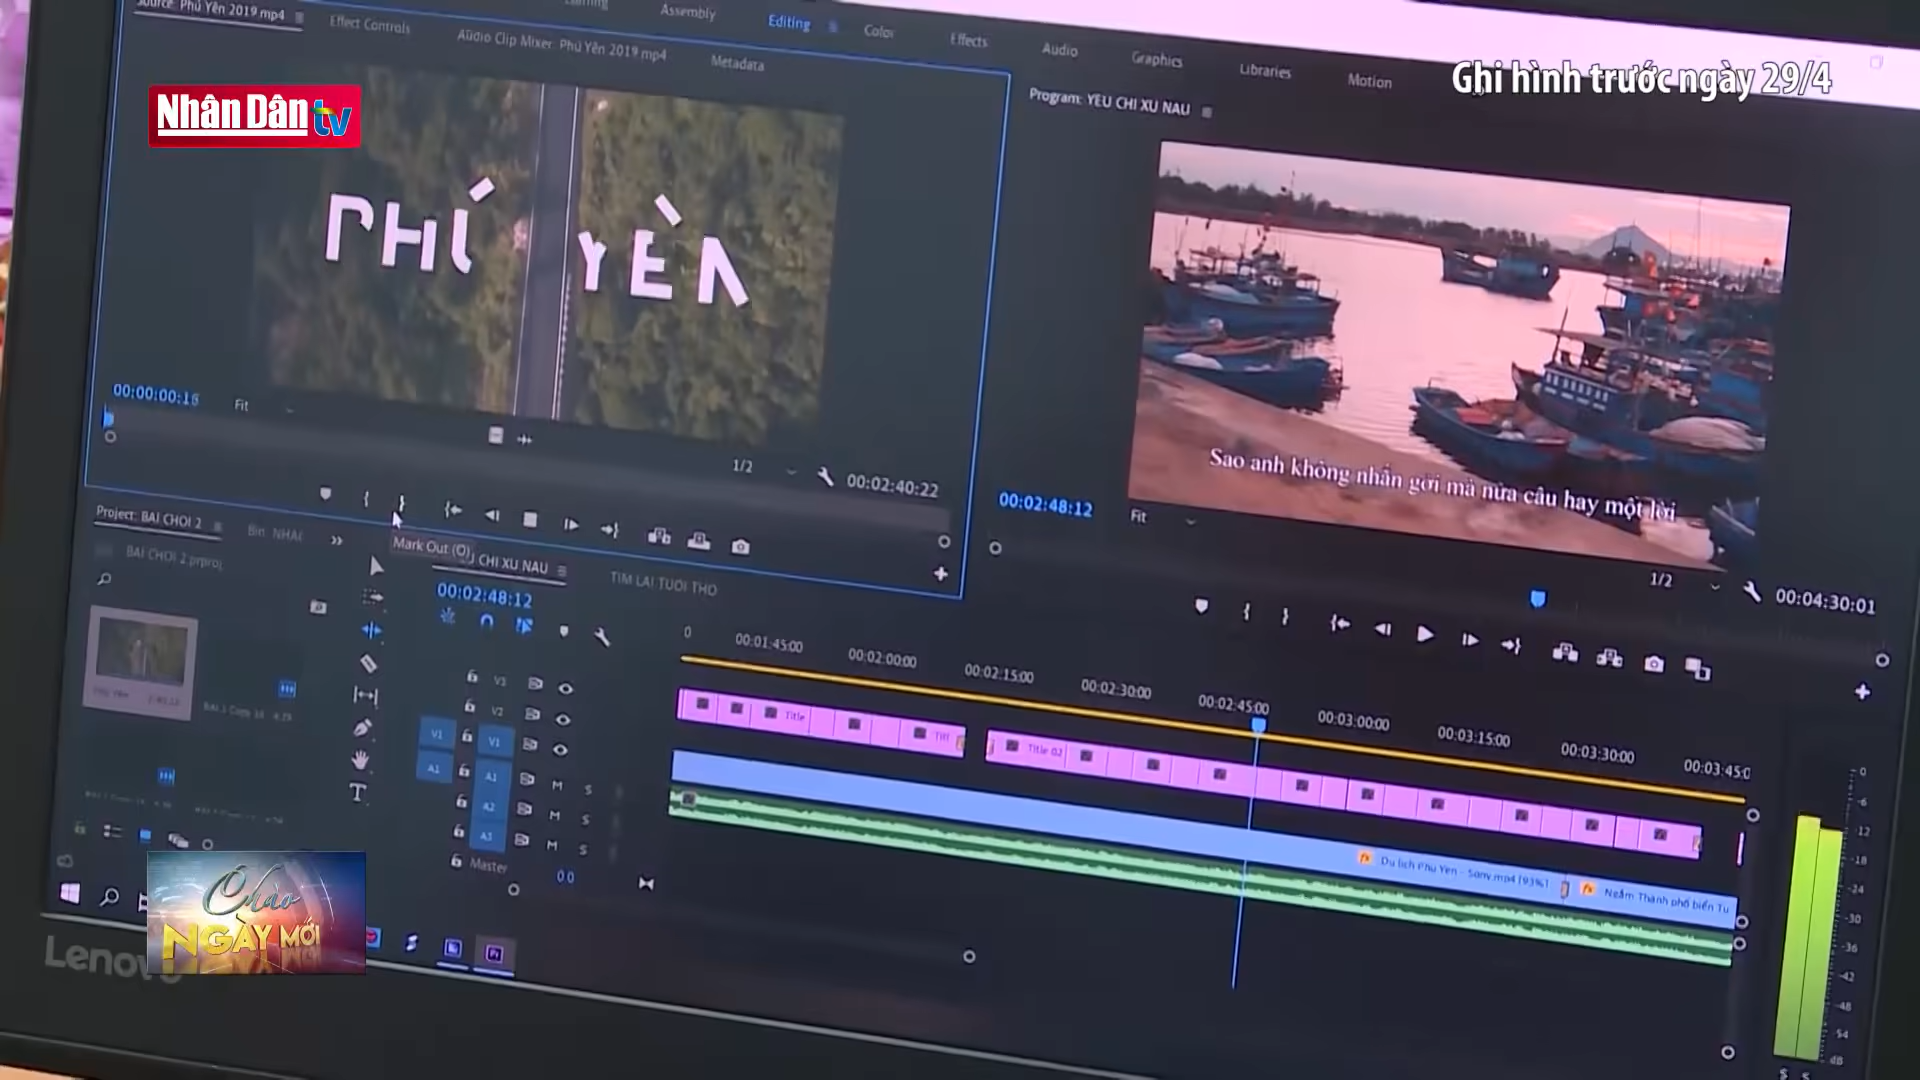 Source: Phú Yên 2019.mp4
Effect Controls
Audio Clip Mixer: Phú Yên 2019 mp4
Metadata
Assembly
Editing
Color
Effects
Audio
Graphics
Libraries
Motion
Ghi hình trước ngày 29/4
Nhân Dân tv
Program: YEU CHI XU NAU
PHÚ YÊN
Sao anh không nhắn gởi mà nửa câu hay một lời
00:00:00:16
Fit
1/2
00:02:40:22
00:02:48:12
Fit
1/2
00:04:30:01
Project: BAI CHOI 2
Bin: NHAC
BAI CHOI 2 prproj
Mark Out (O)
CHI XU NAU
TIM LAI TUOI THO
00:02:48:12
00:01:45:00
00:02:00:00
00:02:15:00
00:02:30:00
00:02:45:00
00:03:00:00
00:03:15:00
00:03:30:00
00:03:45:0
V3
V2
V1 V1
A1 A1 M S
A2 M S
A3 M S
Master 0 0
Title
Titl
Title 02
fx Du lich Phu Yen - Sony.mp4 [93%]
fx Ngắm Thành phố biển Tu
0
-6
-12
-18
-24
-30
-36
-42
-48
-54
dB
S S
Chào
NGÀY MỚI
Lenovo
Pr